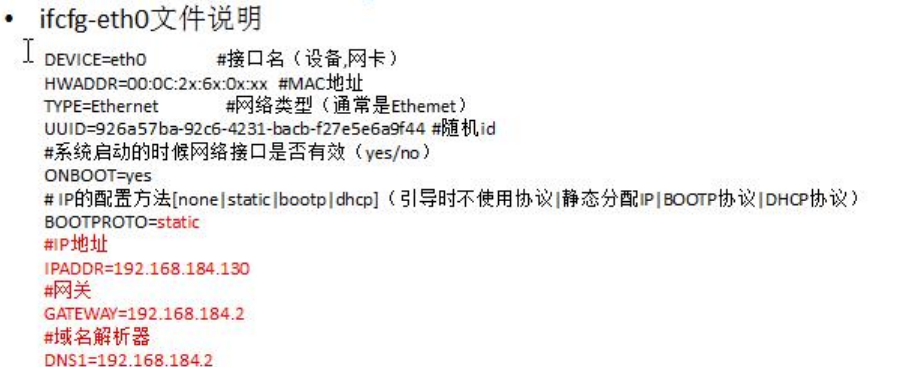 • ifcfg-eth0文件说明
DEVICE=eth0 #接口名（设备,网卡）
HWADDR=00:0C:2x:6x:0x:xx #MAC地址
TYPE=Ethernet #网络类型（通常是Ethemet）
UUID=926a57ba-92c6-4231-bacb-f27e5e6a9f44 #随机id
#系统启动的时候网络接口是否有效（yes/no）
ONBOOT=yes
# IP的配置方法[none|static|bootp|dhcp]（引导时不使用协议|静态分配IP|BOOTP协议|DHCP协议）
BOOTPROTO=static
#IP地址
IPADDR=192.168.184.130
#网关
GATEWAY=192.168.184.2
#域名解析器
DNS1=192.168.184.2